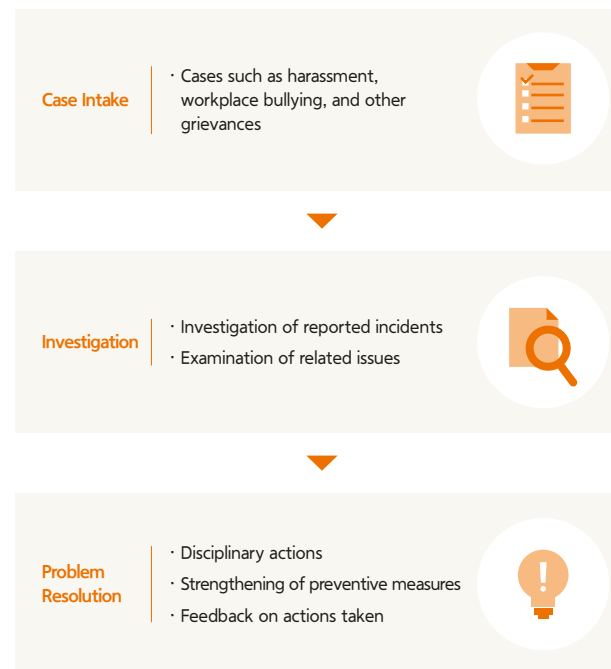 Case Intake
· Cases such as harassment,
workplace bullying, and other
grievances
Investigation
· Investigation of reported incidents
· Examination of related issues
Problem
Resolution
· Disciplinary actions
· Strengthening of preventive measures
· Feedback on actions taken